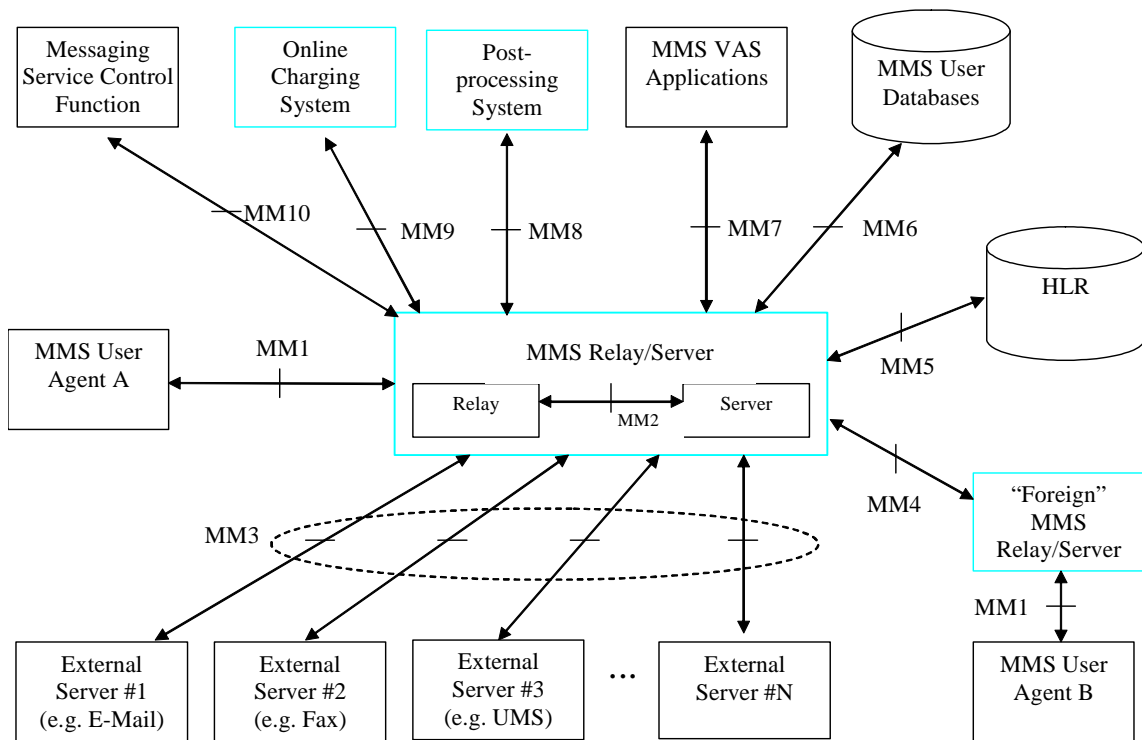 Messaging
Service Control
Function
Online
Charging
System
Post-
processing
System
MMS VAS
Applications
MMS User
Databases
MM10
MM9
MM8
MM7
MM6
HLR
MMS User
Agent A
MM1
MMS Relay/Server
MM5
Relay
MM2
Server
MM4
“Foreign”
MMS
Relay/Server
MM3
MM1
External
Server #1
(e.g. E-Mail)
External
Server #2
(e.g. Fax)
External
Server #3
(e.g. UMS)
...
External
Server #N
MMS User
Agent B